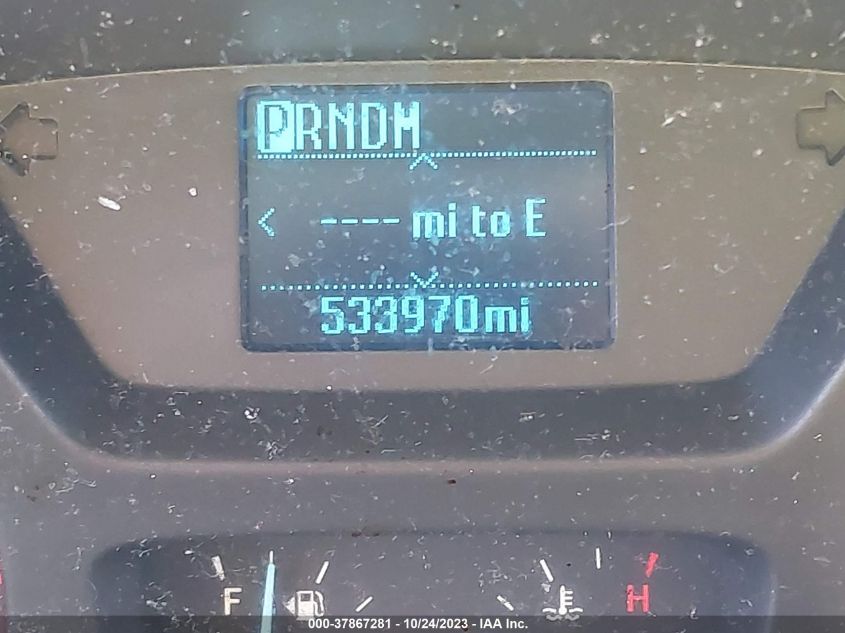 PRNDM
< ---- mi to E
533970mi
F H
000-37867281 - 10/24/2023 - IAA Inc.